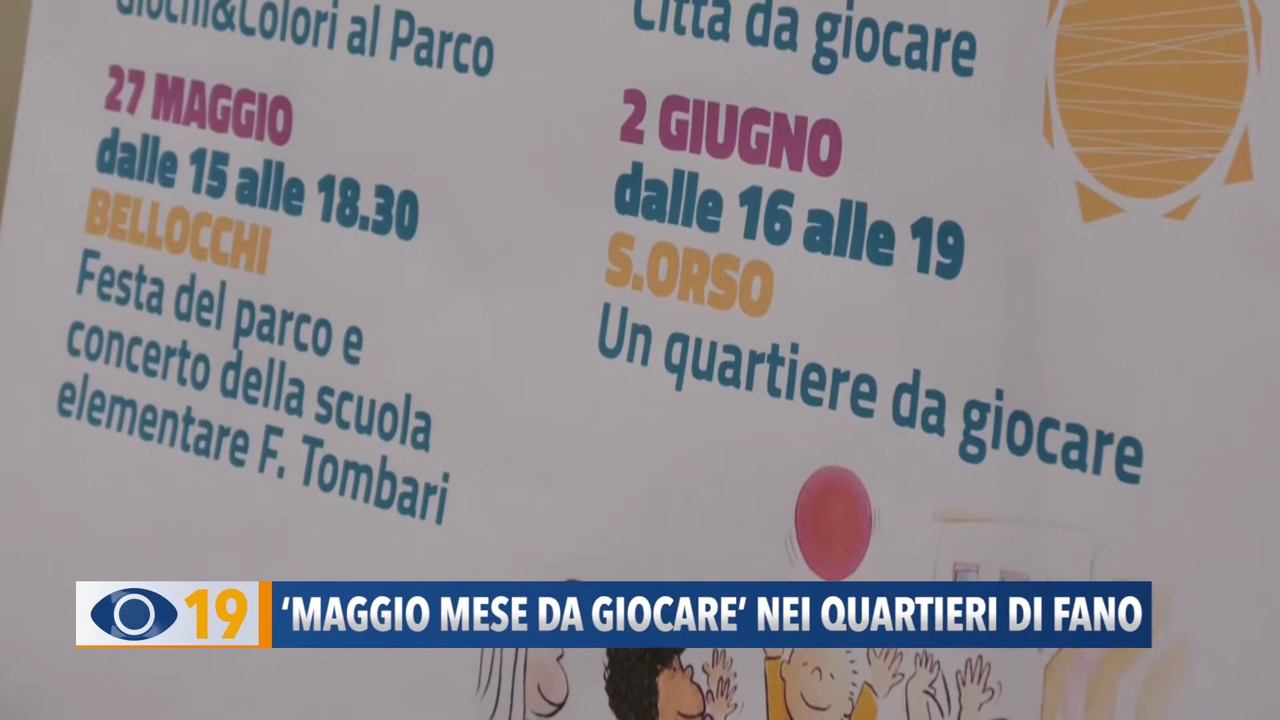 Giochi&Colori al Parco
27 MAGGIO
dalle 15 alle 18.30
BELLOCCHI
Festa del parco e
concerto della scuola
elementare F. Tombari
Città da giocare
2 GIUGNO
dalle 16 alle 19
S.ORSO
Un quartiere da giocare
19
‘MAGGIO MESE DA GIOCARE’ NEI QUARTIERI DI FANO